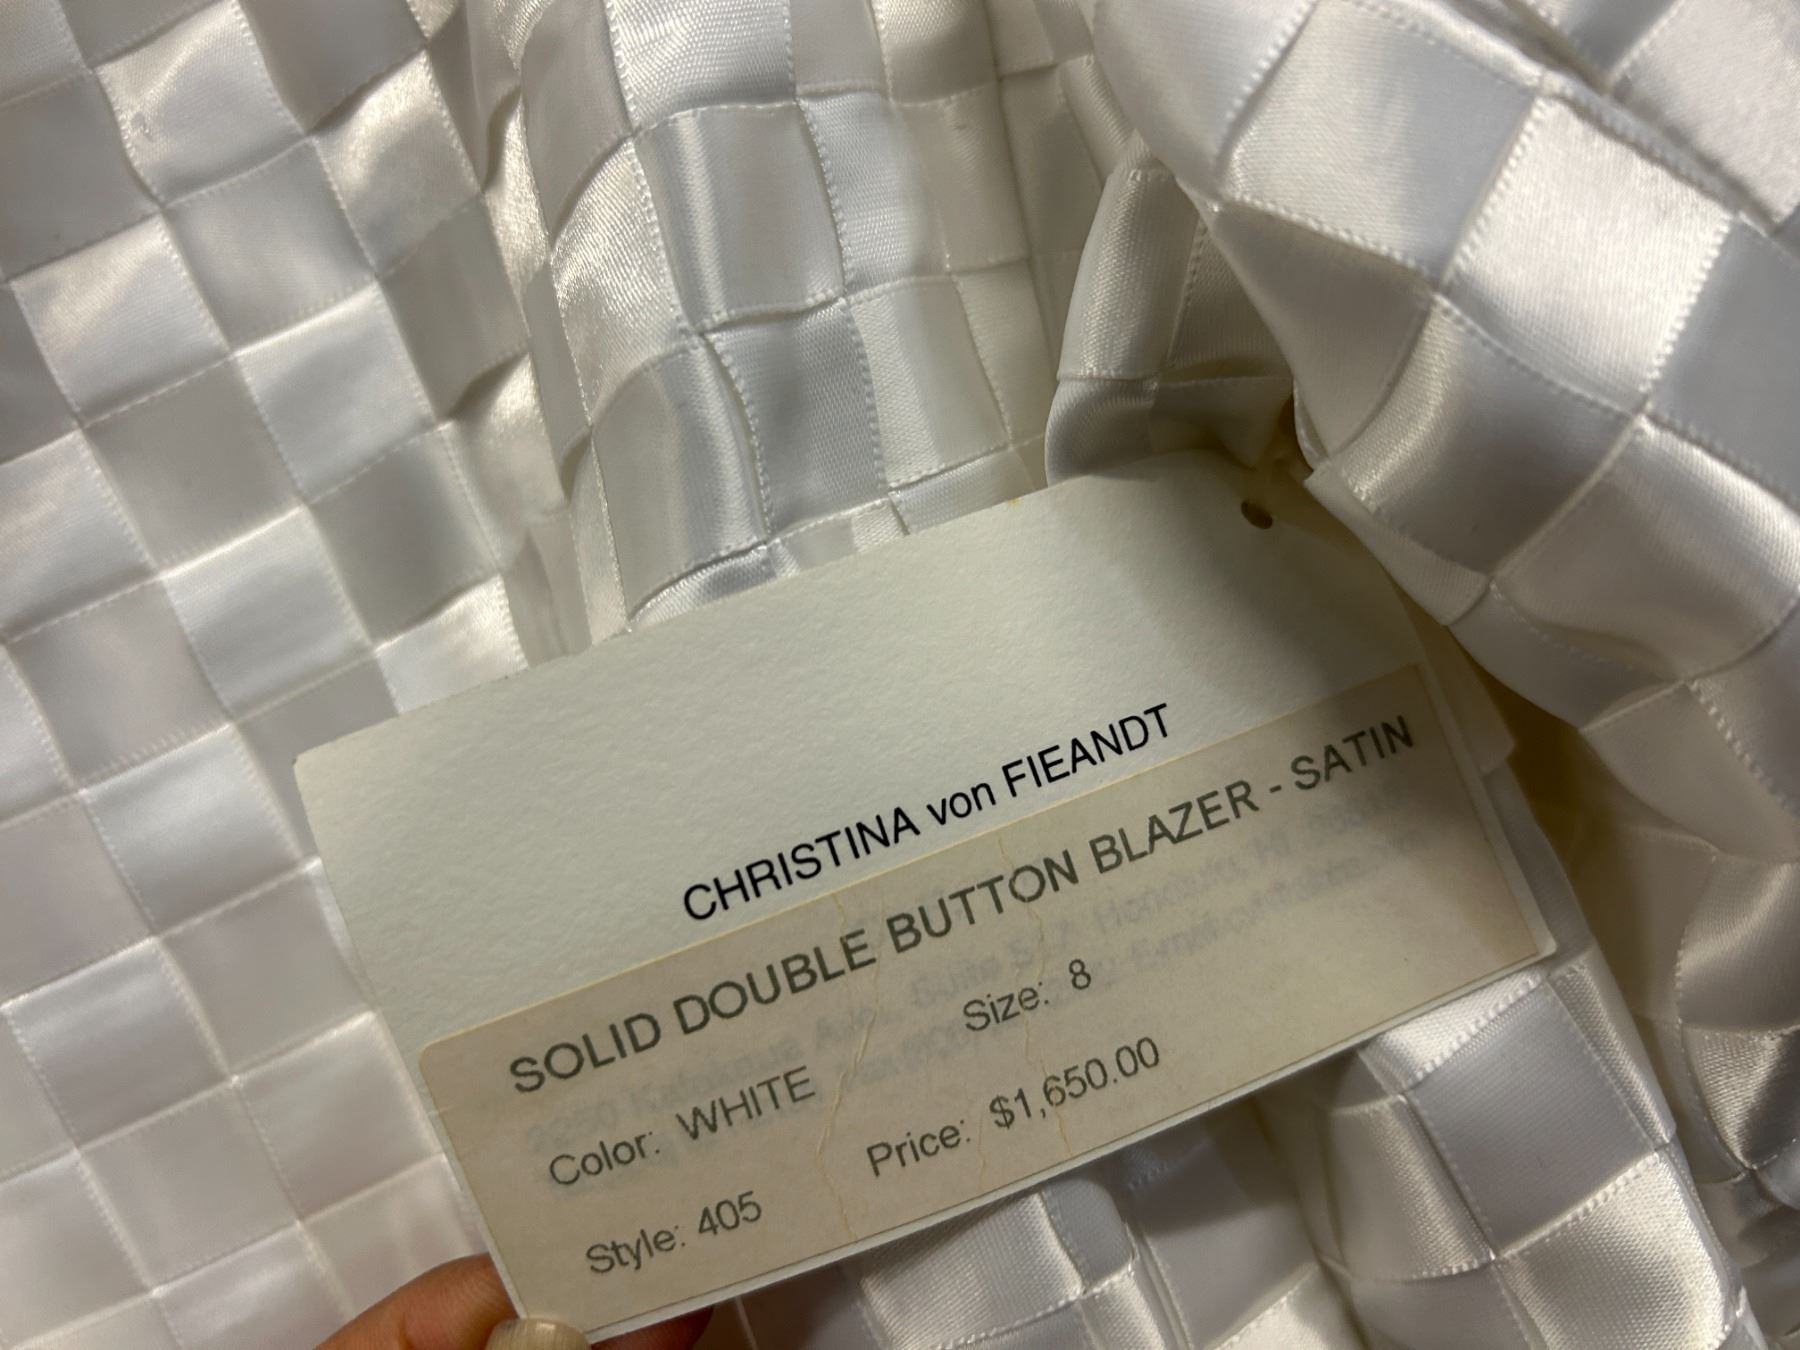 CHRISTINA von FIEANDT
SOLID DOUBLE BUTTON BLAZER - SATIN
Color: WHITE Size: 8
Style: 405 Price: $1,650.00